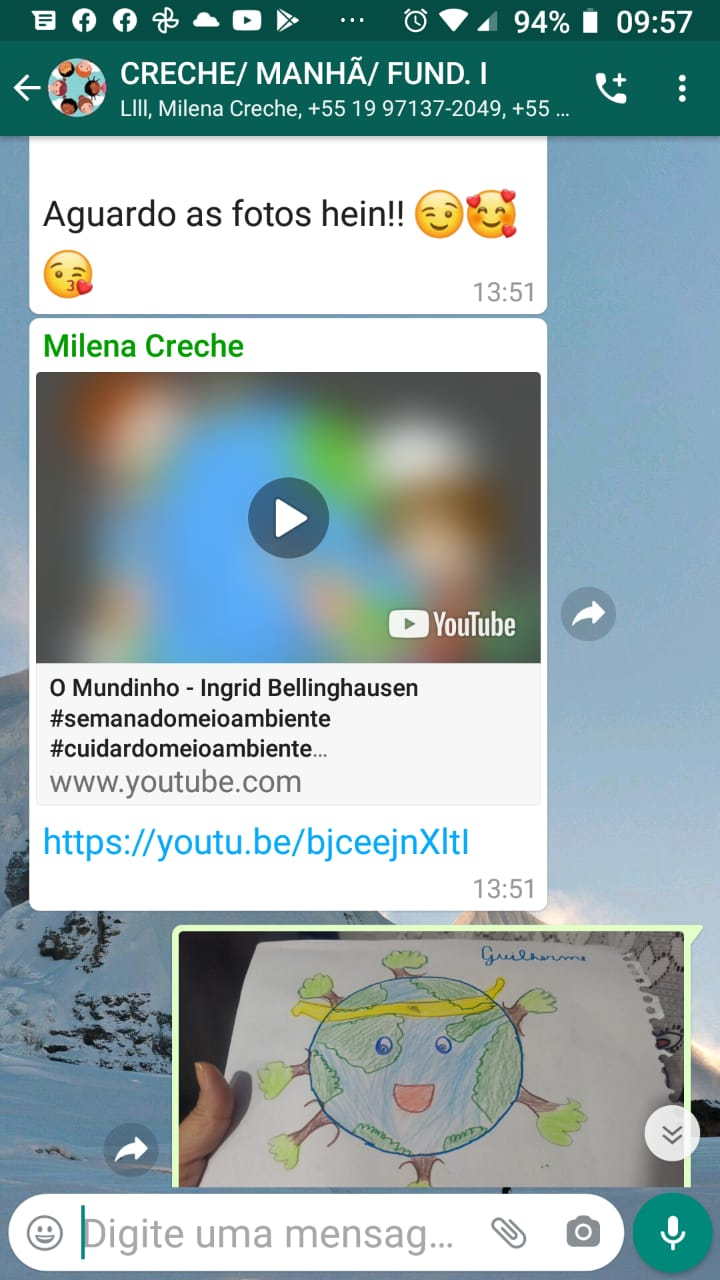 94% 09:57
CRECHE/ MANHÃ/ FUND. I
Llll, Milena Creche, +55 19 97137-2049, +55 ...
Aguardo as fotos hein!! 😉🥰
😘
13:51
Milena Creche
YouTube
O Mundinho - Ingrid Bellinghausen
#semanadomeioambiente
#cuidardomeioambiente...
www.youtube.com
https://youtu.be/bjceejnXltI
13:51
Guilherme
Digite uma mensag...